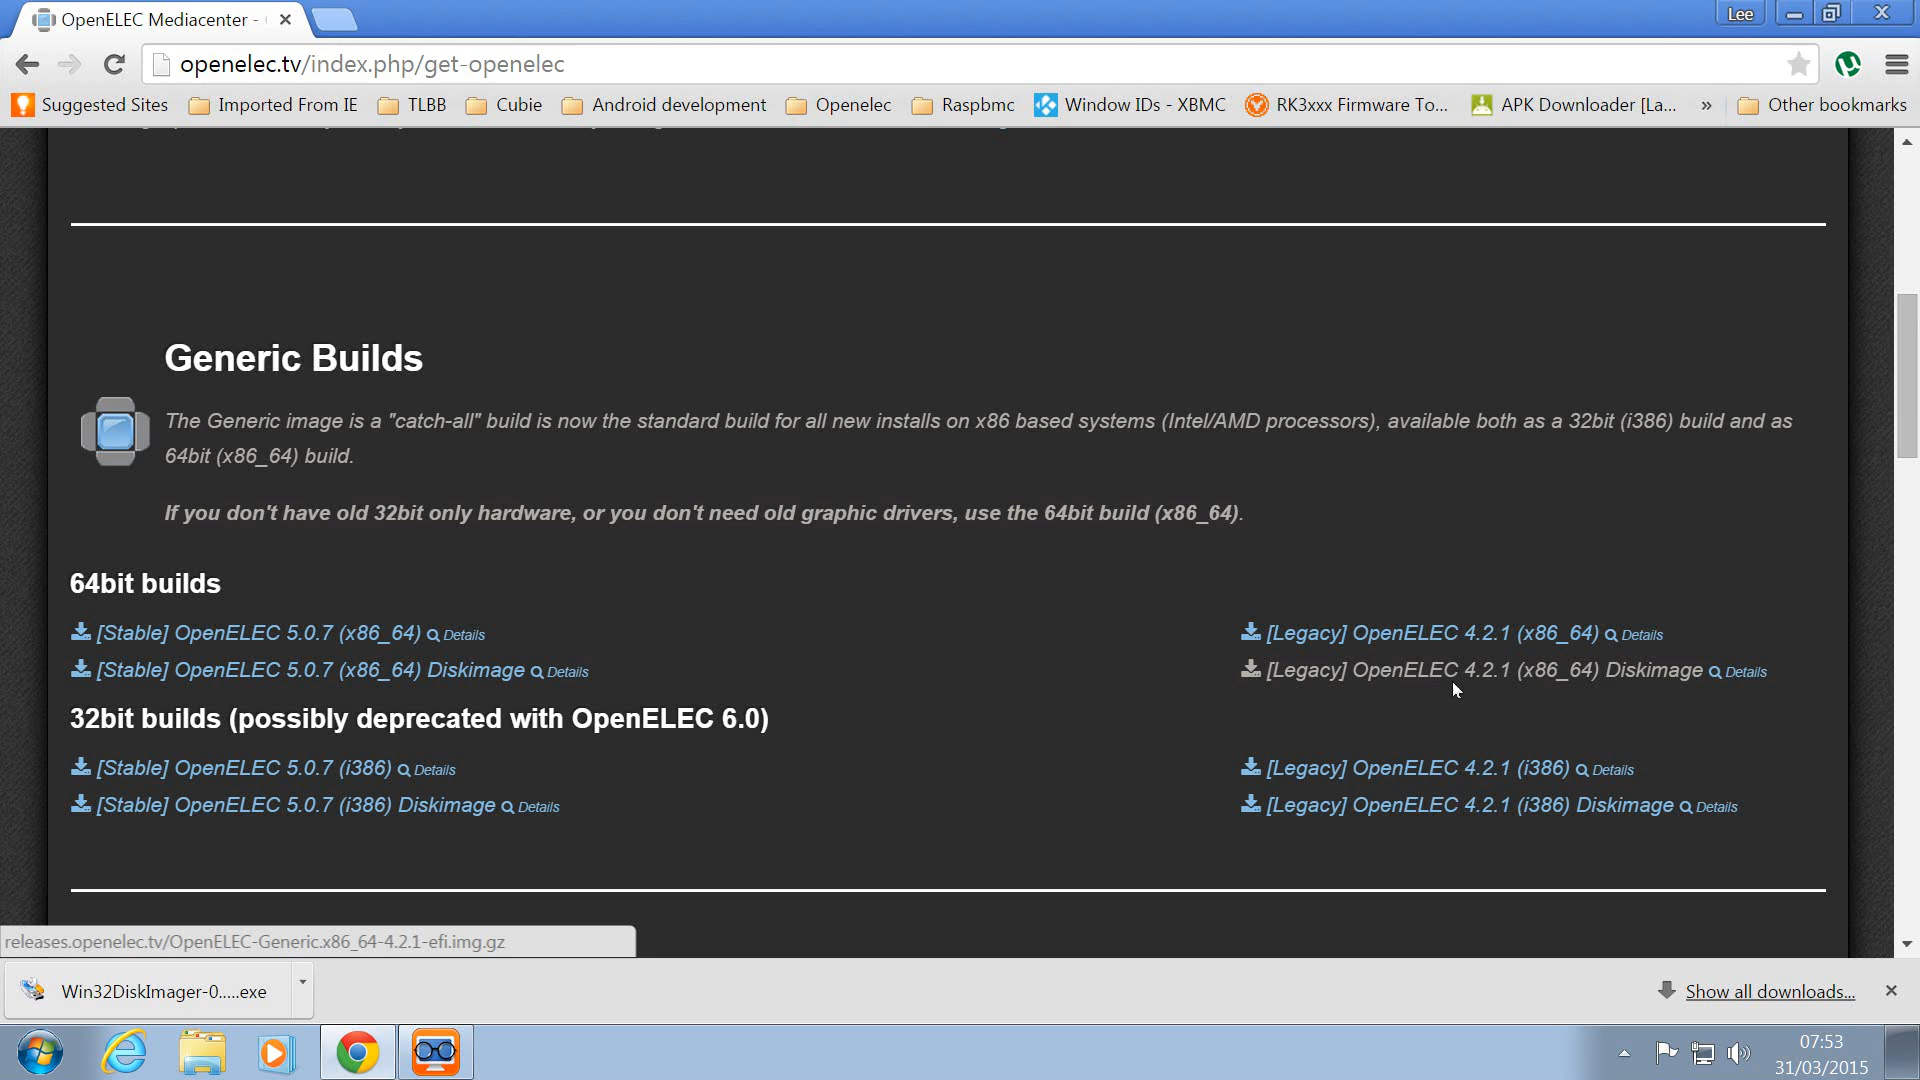 OpenELEC Mediacenter -
Lee
openelec.tv/index.php/get-openelec
Suggested Sites Imported From IE TLBB Cubie Android development Openelec Raspbmc Window IDs - XBMC RK3xxx Firmware To... APK Downloader [La... » Other bookmarks
Generic Builds
The Generic image is a "catch-all" build is now the standard build for all new installs on x86 based systems (Intel/AMD processors), available both as a 32bit (i386) build and as
64bit (x86_64) build.
If you don't have old 32bit only hardware, or you don't need old graphic drivers, use the 64bit build (x86_64).
64bit builds
[Stable] OpenELEC 5.0.7 (x86_64) Details
[Legacy] OpenELEC 4.2.1 (x86_64) Details
[Stable] OpenELEC 5.0.7 (x86_64) Diskimage Details
[Legacy] OpenELEC 4.2.1 (x86_64) Diskimage Details
32bit builds (possibly deprecated with OpenELEC 6.0)
[Stable] OpenELEC 5.0.7 (i386) Details
[Legacy] OpenELEC 4.2.1 (i386) Details
[Stable] OpenELEC 5.0.7 (i386) Diskimage Details
[Legacy] OpenELEC 4.2.1 (i386) Diskimage Details
releases.openelec.tv/OpenELEC-Generic.x86_64-4.2.1-efi.img.gz
Win32DiskImager-0.....exe
Show all downloads...
07:53
31/03/2015